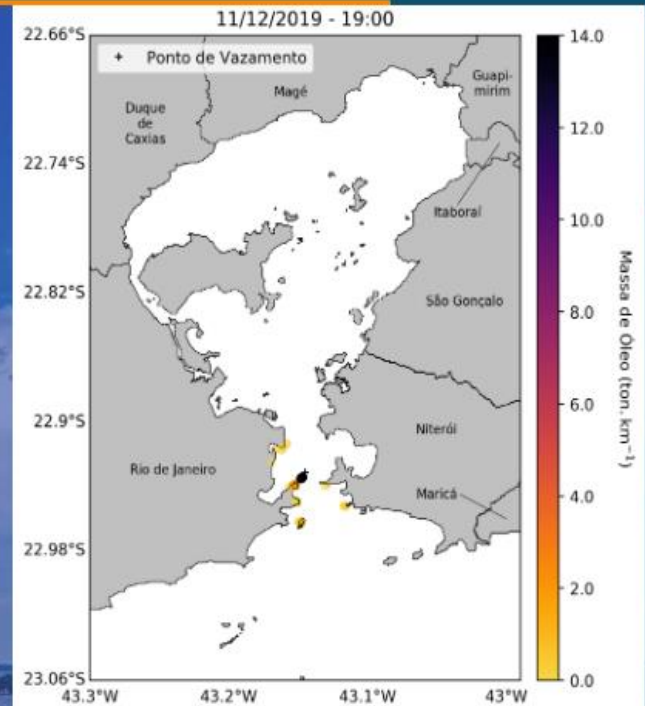 11/12/2019 - 19:00
22.66°S
22.74°S
22.82°S
22.9°S
22.98°S
23.06°S
+ Ponto de Vazamento
Magé
Guapi-
mirim
Duque
de
Caxias
Itaboraí
São Gonçalo
Niterói
Rio de Janeiro
Maricá
43.3°W
43.2°W
43.1°W
43°W
14.0
12.0
10.0
8.0
6.0
4.0
2.0
0.0
Massa de Óleo (ton. km⁻¹)